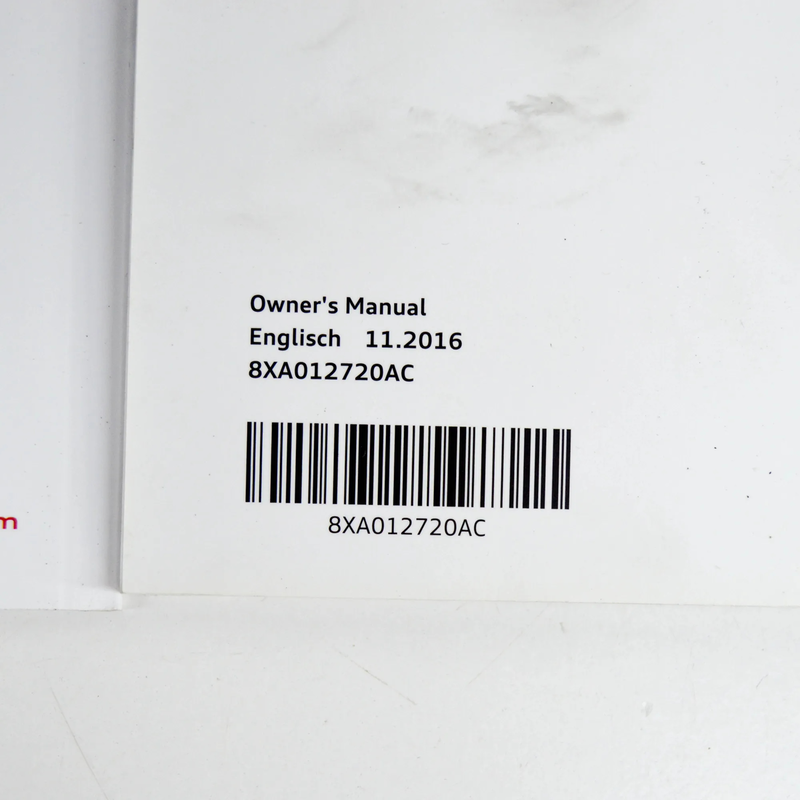 Owner's Manual
Englisch 11.2016
8XA012720AC
8XA012720AC
m